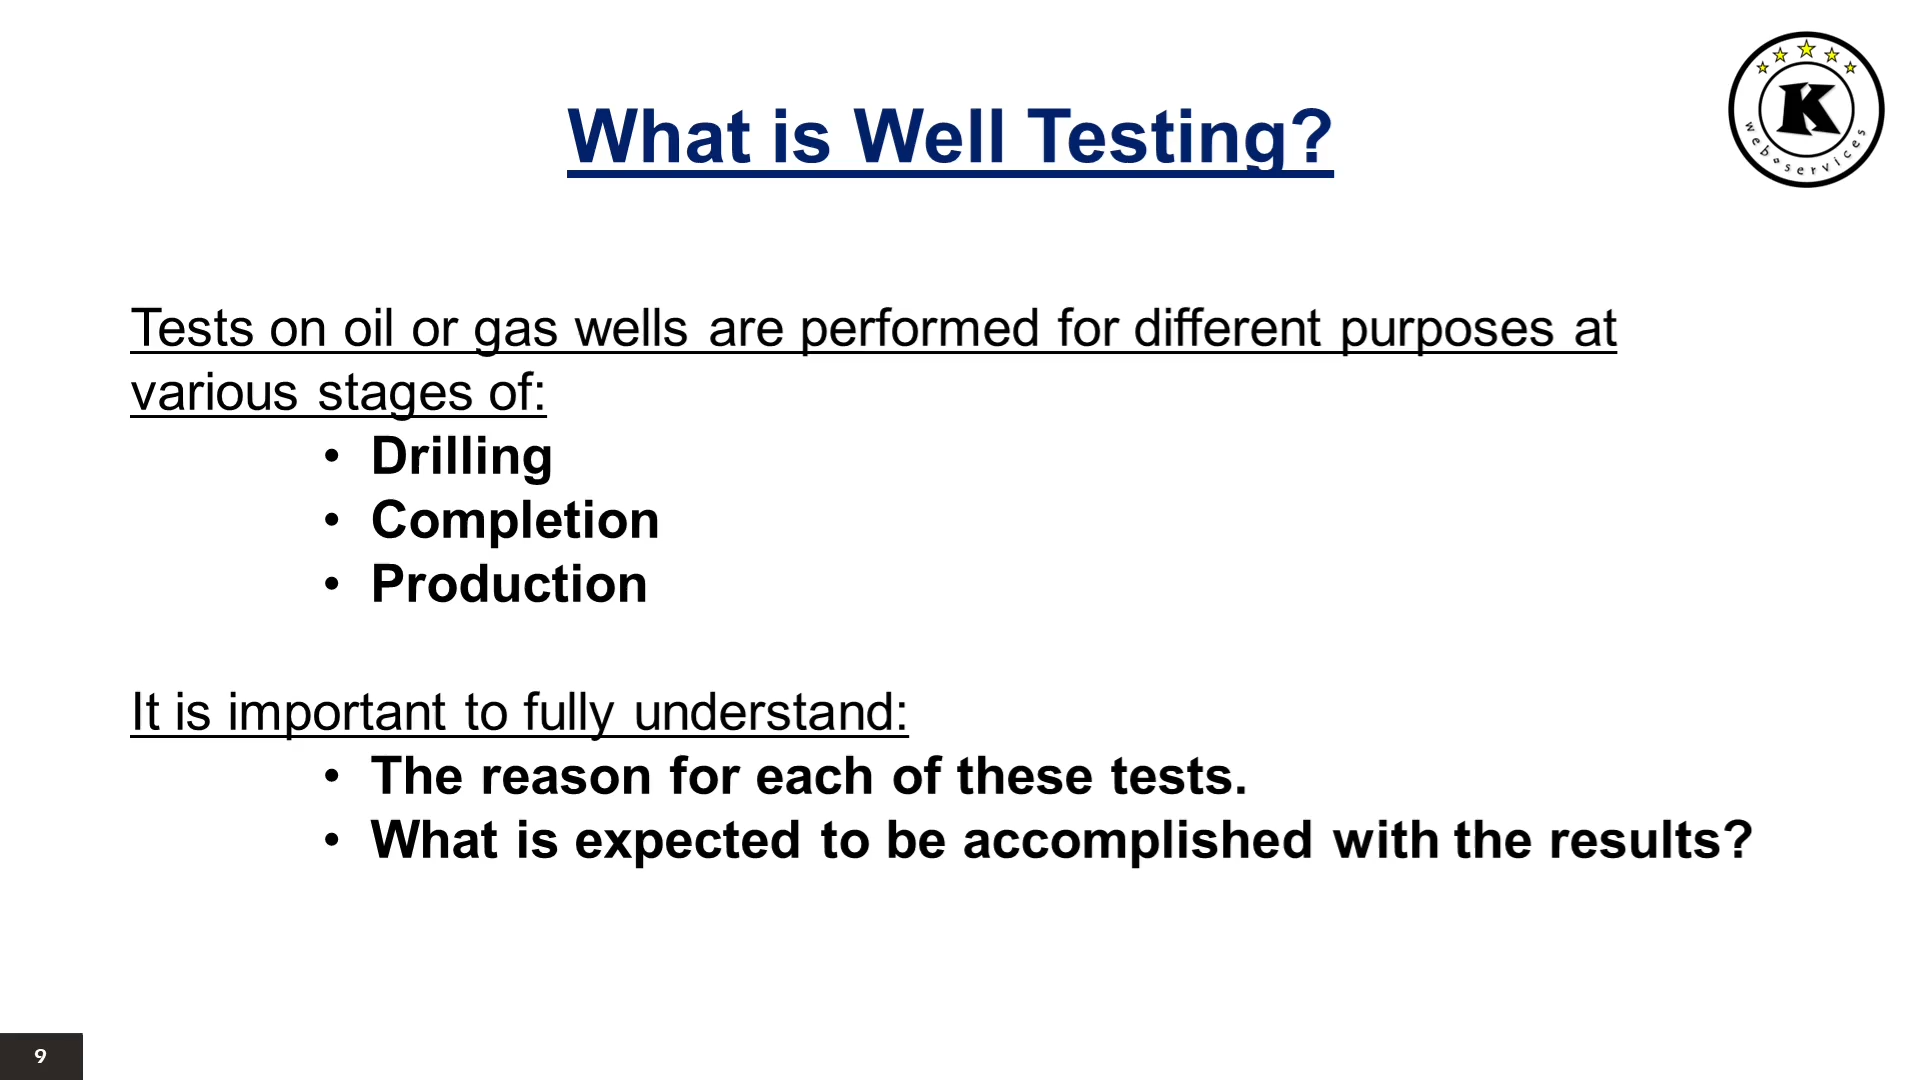 What is Well Testing?
K
web services
Tests on oil or gas wells are performed for different purposes at
various stages of:
• Drilling
• Completion
• Production
It is important to fully understand:
• The reason for each of these tests.
• What is expected to be accomplished with the results?
9